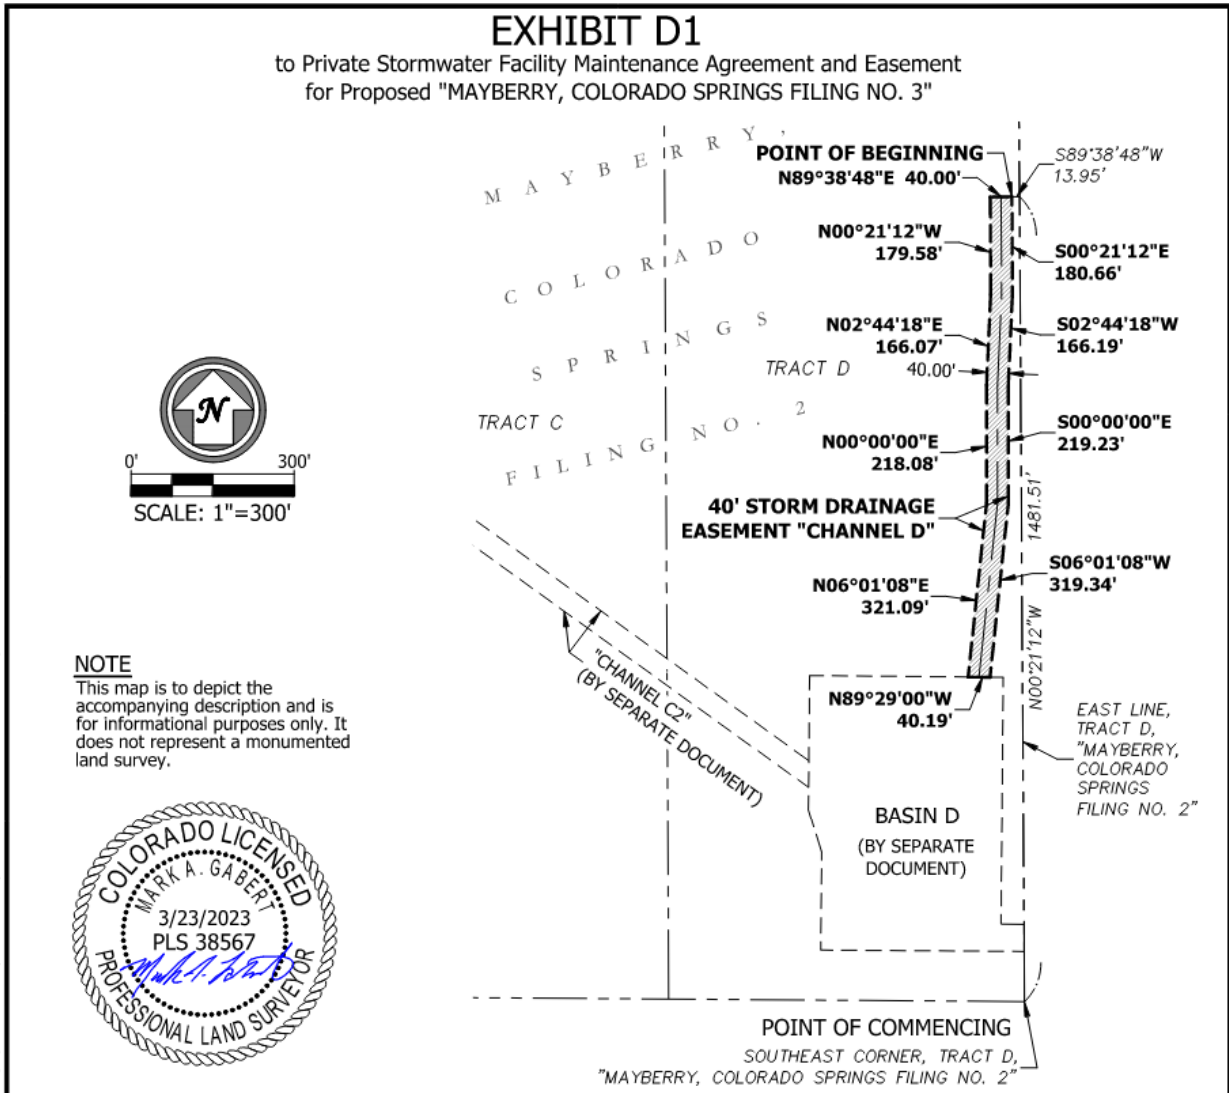 EXHIBIT D1
to Private Stormwater Facility Maintenance Agreement and Easement
for Proposed "MAYBERRY, COLORADO SPRINGS FILING NO. 3"
MAYBERRY,
COLORADO
SPRINGS
FILING NO. 2
POINT OF BEGINNING
N89°38'48"E 40.00'
S89°38'48"W
13.95'
N00°21'12"W
179.58'
S00°21'12"E
180.66'
N02°44'18"E
166.07'
S02°44'18"W
166.19'
TRACT D
40.00'
TRACT C
N00°00'00"E
218.08'
S00°00'00"E
219.23'
N
0'
300'
SCALE: 1"=300'
40' STORM DRAINAGE
EASEMENT "CHANNEL D"
1481.51'
N00°21'12"W
N06°01'08"E
321.09'
S06°01'08"W
319.34'
"CHANNEL C2"
(BY SEPARATE DOCUMENT)
N89°29'00"W
40.19'
NOTE
This map is to depict the
accompanying description and is
for informational purposes only. It
does not represent a monumented
land survey.
EAST LINE,
TRACT D,
"MAYBERRY,
COLORADO
SPRINGS
FILING NO. 2"
BASIN D
(BY SEPARATE
DOCUMENT)
COLORADO LICENSED
MARK A. GABERT
3/23/2023
PLS 38567
PROFESSIONAL LAND SURVEYOR
POINT OF COMMENCING
SOUTHEAST CORNER, TRACT D,
"MAYBERRY, COLORADO SPRINGS FILING NO. 2"